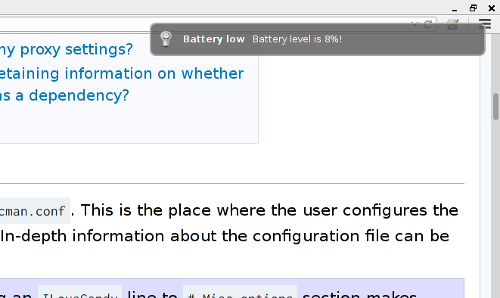 Battery low Battery level is 8%!
ny proxy settings?
etaining information on whether
as a dependency?
cman.conf. This is the place where the user configures the
In-depth information about the configuration file can be
g an ILoveCandy line to # Misc options section makes